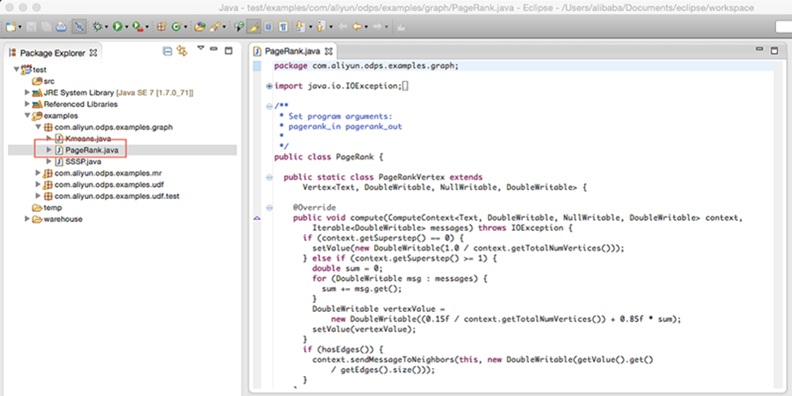 Java - test/examples/com/aliyun/odps/examples/graph/PageRank.java - Eclipse - /Users/alibaba/Documents/eclipse/workspace
Package Explorer
test
src
JRE System Library [Java SE 7 [1.7.0_71]]
Referenced Libraries
examples
com.aliyun.odps.examples.graph
Kmeans.java
PageRank.java
SSSP.java
com.aliyun.odps.examples.mr
com.aliyun.odps.examples.udf
com.aliyun.odps.examples.udf.test
temp
warehouse
PageRank.java
package com.aliyun.odps.examples.graph;
import java.io.IOException;
/**
* Set program arguments:
* pagerank_in pagerank_out
*
*/
public class PageRank {
public static class PageRankVertex extends
Vertex<Text, DoubleWritable, NullWritable, DoubleWritable> {
@Override
public void compute(ComputeContext<Text, DoubleWritable, NullWritable, DoubleWritable> context,
Iterable<DoubleWritable> messages) throws IOException {
if (context.getSuperstep() == 0) {
setValue(new DoubleWritable(1.0 / context.getTotalNumVertices()));
} else if (context.getSuperstep() >= 1) {
double sum = 0;
for (DoubleWritable msg : messages) {
sum += msg.get();
}
DoubleWritable vertexValue =
new DoubleWritable((0.15f / context.getTotalNumVertices()) + 0.85f * sum);
setValue(vertexValue);
}
if (hasEdges()) {
context.sendMessageToNeighbors(this, new DoubleWritable(getValue().get()
/ getEdges().size()));
}